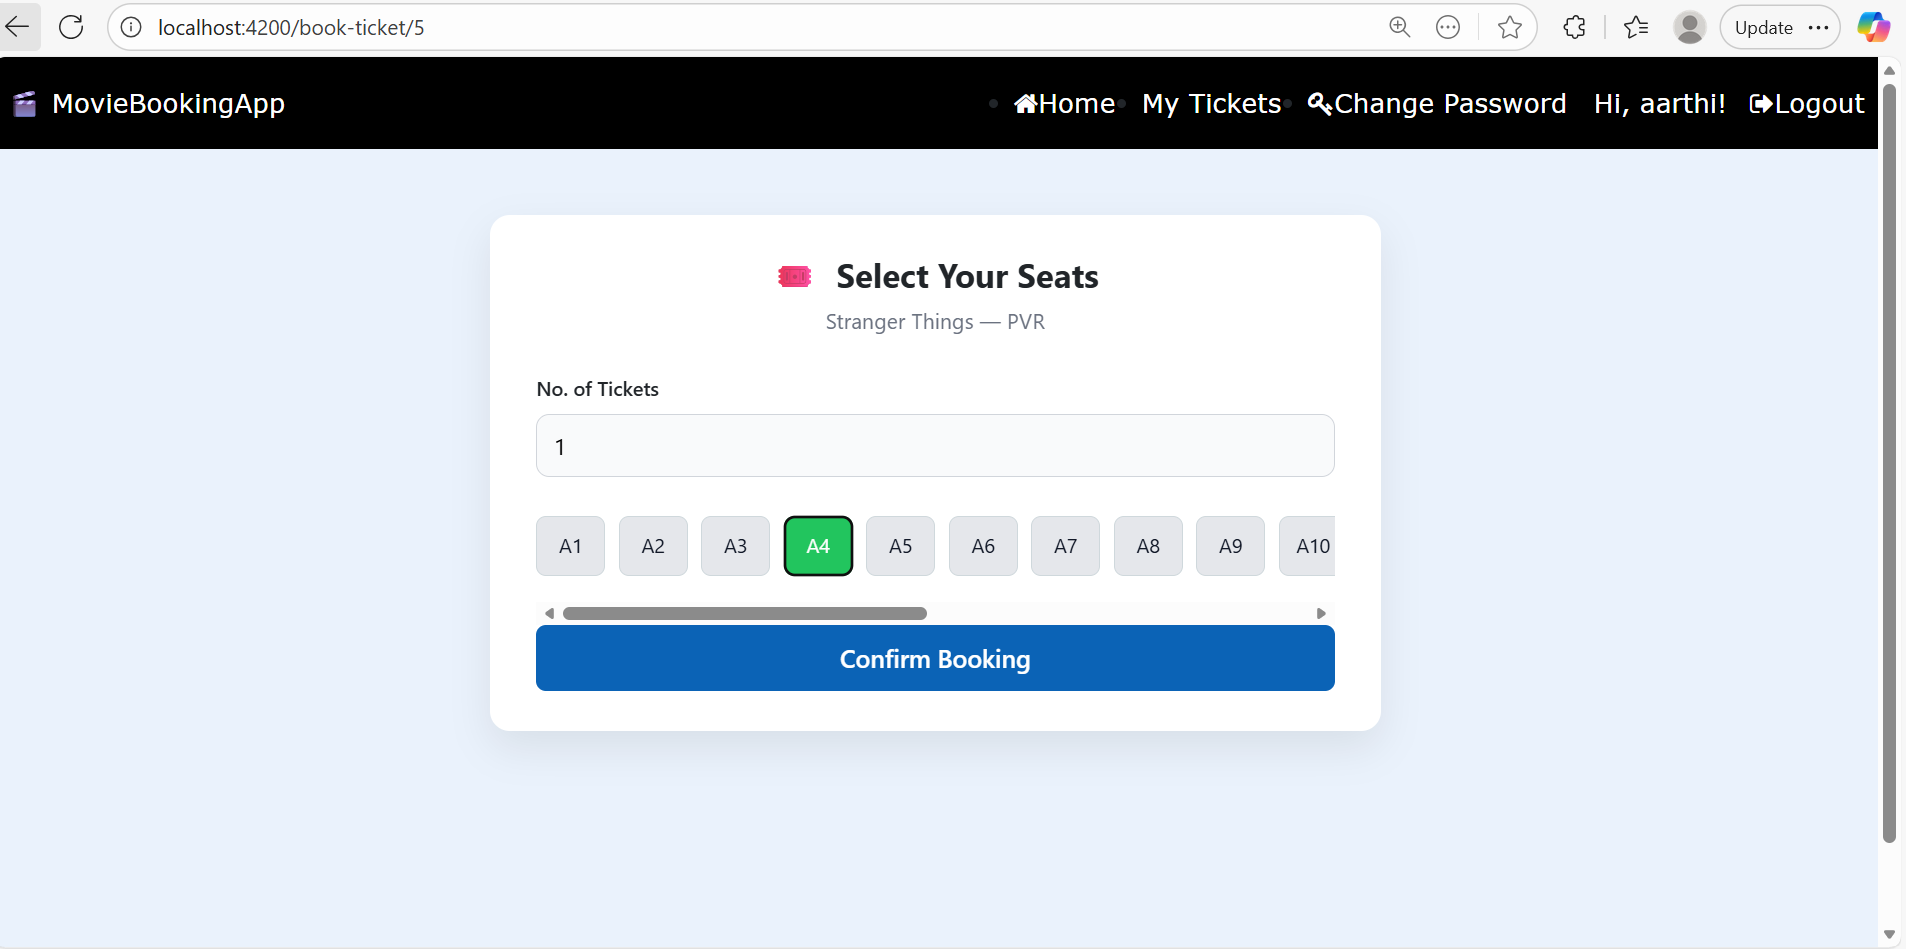 localhost:4200/book-ticket/5
Update
MovieBookingApp
Home
My Tickets
Change Password
Hi, aarthi!
Logout
Select Your Seats
Stranger Things — PVR
No. of Tickets
1
A1 A2 A3 A4 A5 A6 A7 A8 A9 A10
Confirm Booking